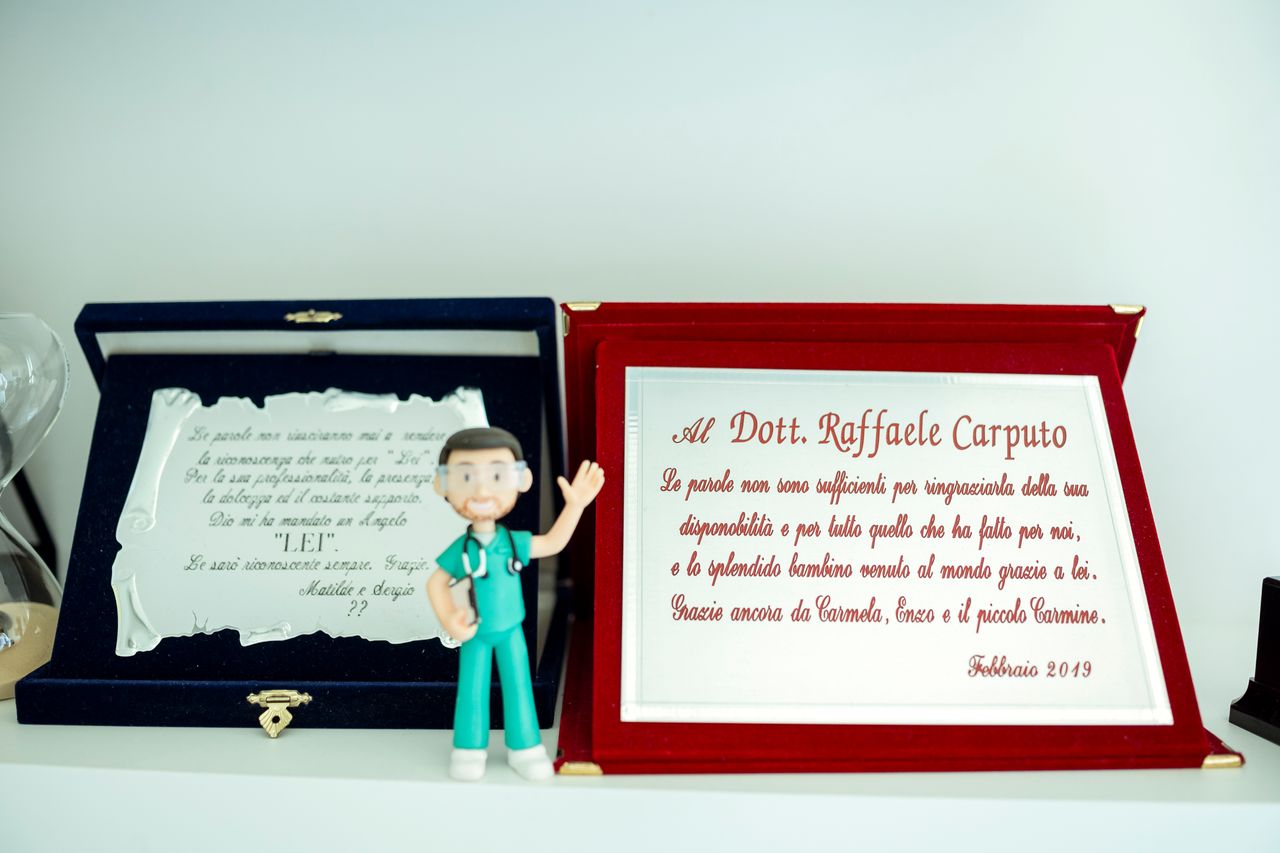 Le parole non riusciranno mai a rendere
la riconoscenza che nutro per "Lei".
Per la sua professionalità, la presenza,
la dolcezza ed il costante supporto.
Dio mi ha mandato un Angelo
"LEI".
Le sarò riconoscente sempre. Grazie.
Matilde e Sergio
??
Al Dott. Raffaele Carputo
Le parole non sono sufficienti per ringraziarla della sua
disponobilità e per tutto quello che ha fatto per noi,
e lo splendido bambino venuto al mondo grazie a lei.
Grazie ancora da Carmela, Enzo e il piccolo Carmine.
Febbraio 2019